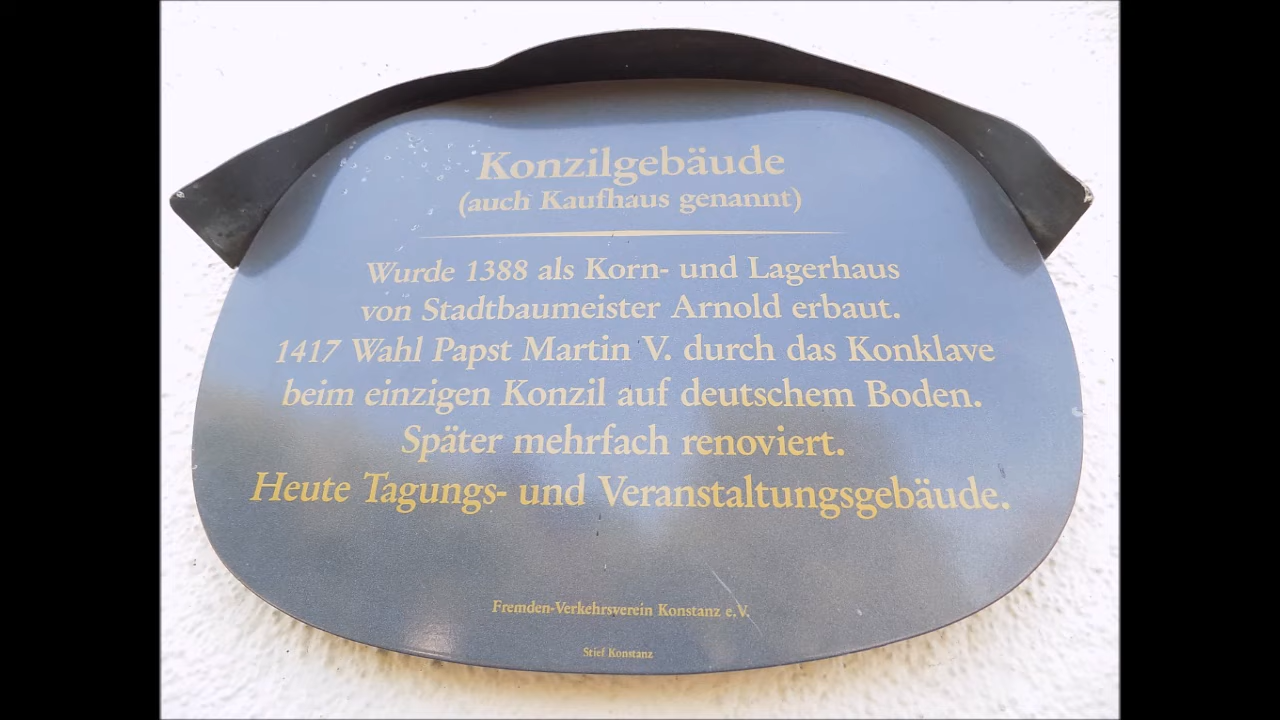 Konzilgebäude
(auch Kaufhaus genannt)
Wurde 1388 als Korn- und Lagerhaus
von Stadtbaumeister Arnold erbaut.
1417 Wahl Papst Martin V. durch das Konklave
beim einzigen Konzil auf deutschem Boden.
Später mehrfach renoviert.
Heute Tagungs- und Veranstaltungsgebäude.
Fremden-Verkehrsverein Konstanz e.V.
Stief Konstanz